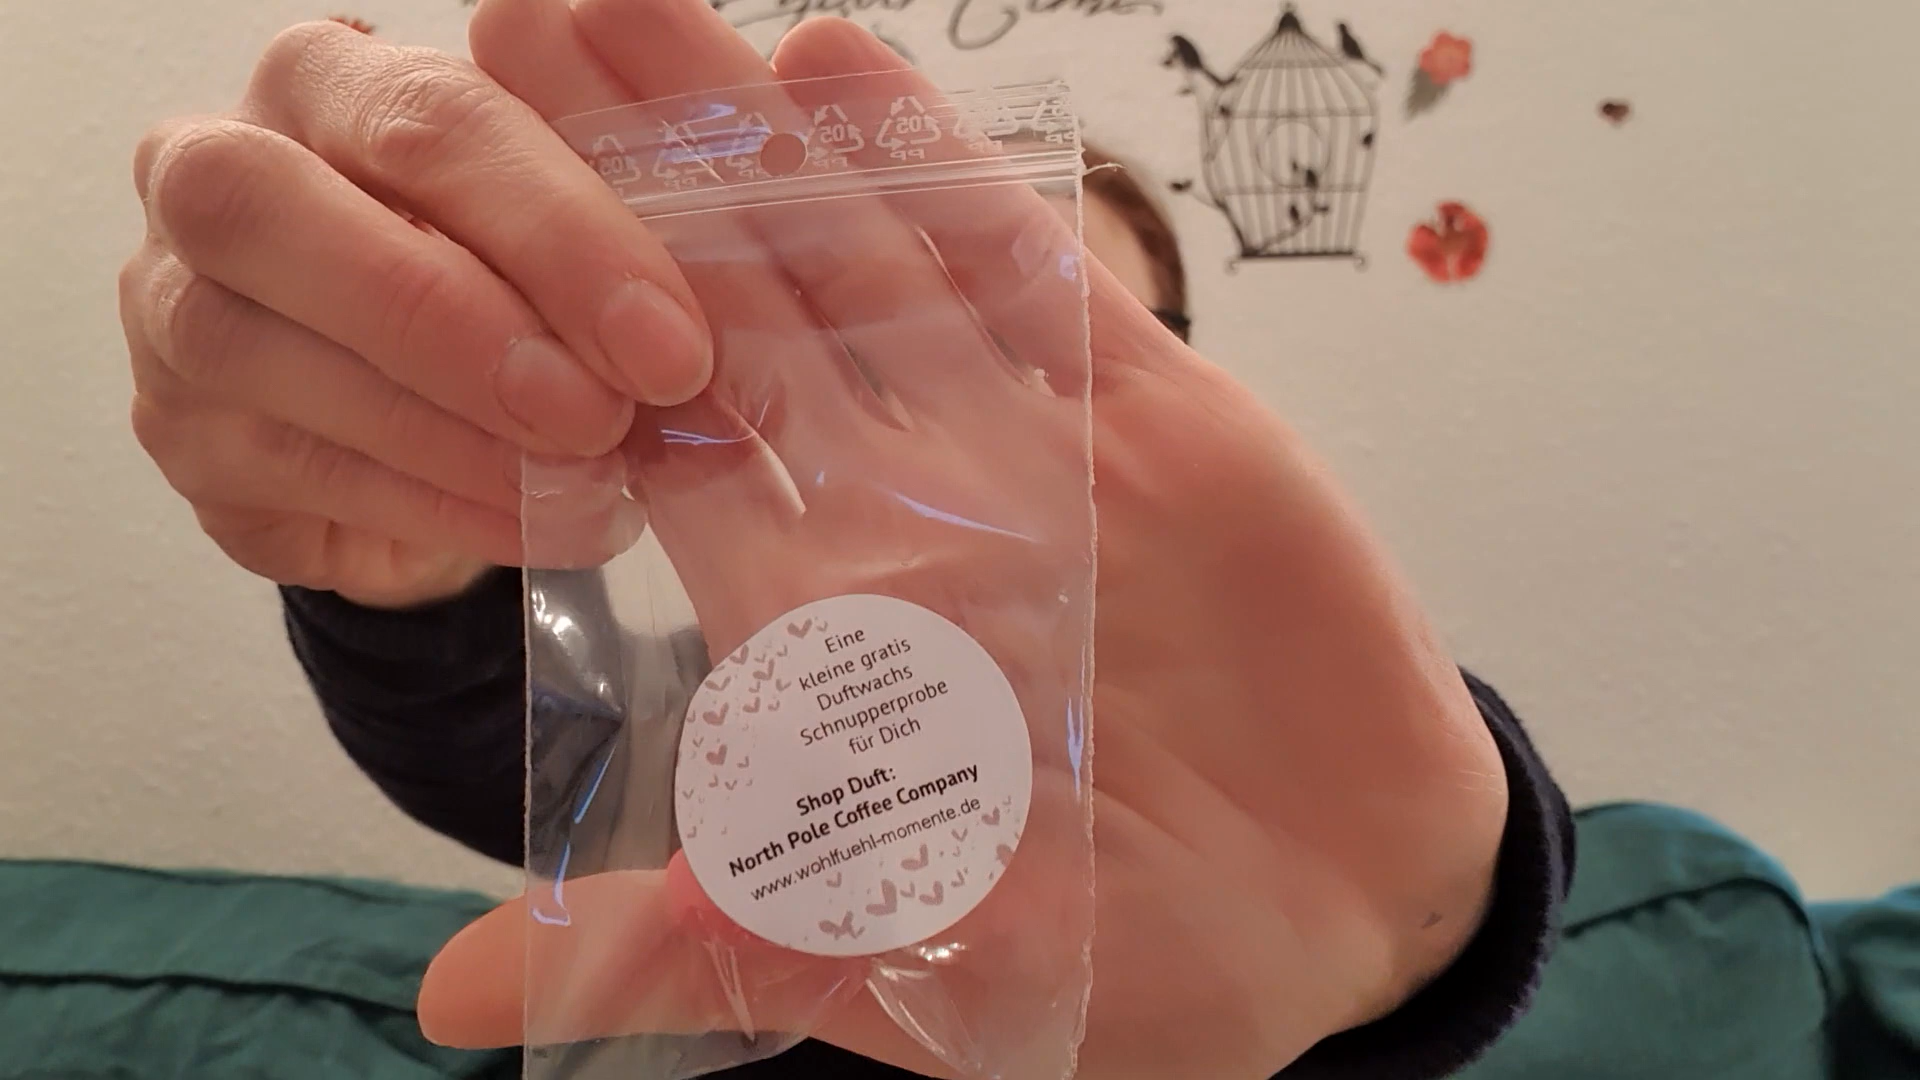 Eine
kleine gratis
Duftwachs
Schnupperprobe
für Dich
Shop Duft:
North Pole Coffee Company
www.wohlfuehl-momente.de